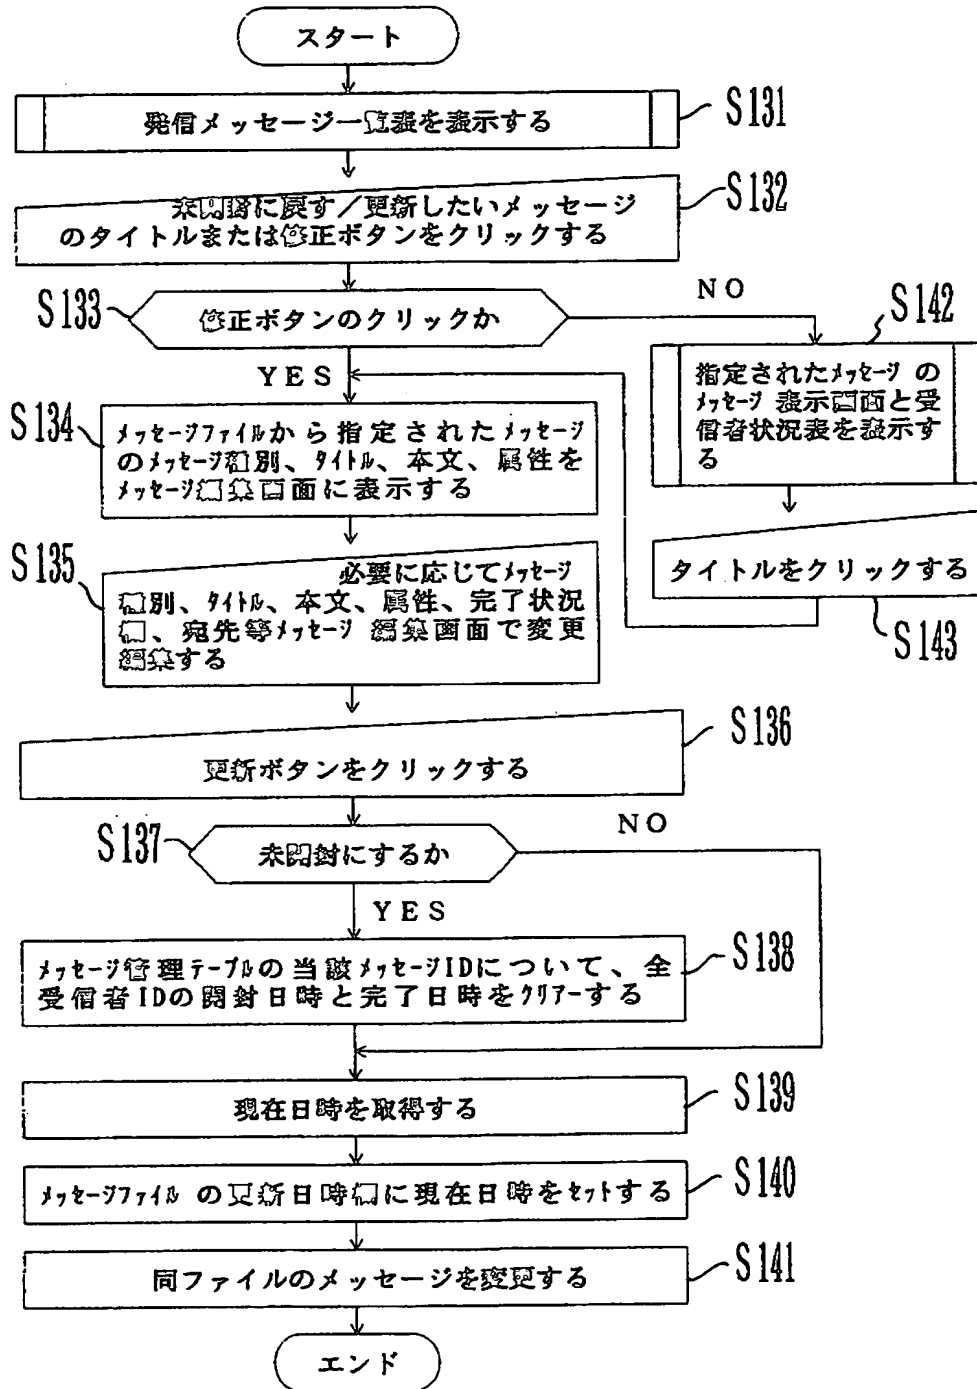 スタート
発信メッセージ一覧表を表示する
S131
未開封に戻す／更新したいメッセージ
のタイトルまたは修正ボタンをクリックする
S132
S133
修正ボタンのクリックか
NO
YES
S142
指定されたメッセージ の
メッセージ 表示画面と受
信者状況表を表示す
る
S134
メッセージファイルから指定されたメッセージ
のメッセージ種別、タイトル、本文、属性を
メッセージ編集画面に表示する
タイトルをクリックする
S143
S135
必要に応じてメッセージ
種別、タイトル、本文、属性、完了状況
欄、宛先等メッセージ 編集画面で変更
編集する
S136
更新ボタンをクリックする
S137
未開封にするか
NO
YES
メッセージ管理テーブルの当該メッセージIDについて、全
受信者IDの開封日時と完了日時をクリアーする
S138
現在日時を取得する
S139
メッセージファイル の更新日時欄に現在日時をセットする
S140
同ファイルのメッセージを変更する
S141
エンド